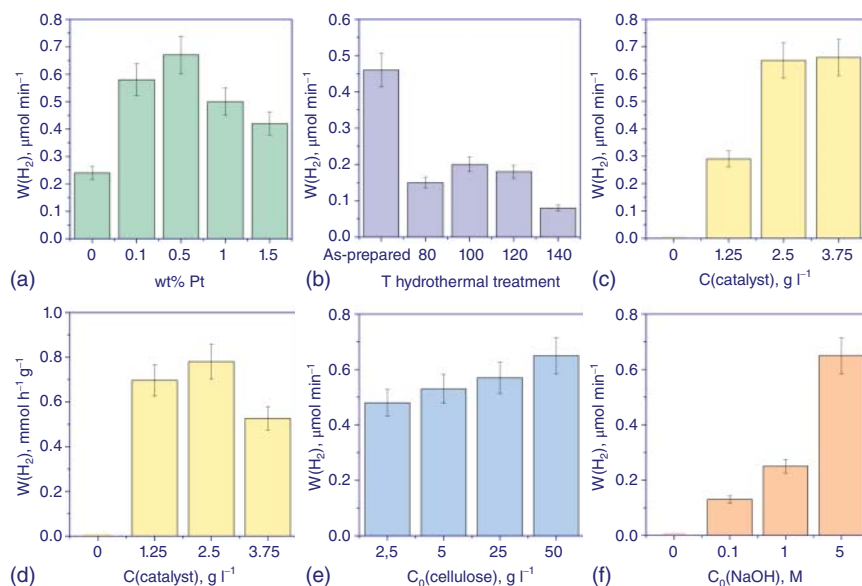 W(H₂), μmol min⁻¹
0.8
0.7
0.6
0.5
0.4
0.3
0.2
0.1
0.0
0 0.1 0.5 1 1.5
(a) wt% Pt
W(H₂), μmol min⁻¹
0.6
0.5
0.4
0.3
0.2
0.1
0.0
As-prepared 80 100 120 140
(b) T hydrothermal treatment
W(H₂), μmol min⁻¹
0.8
0.7
0.6
0.5
0.4
0.3
0.2
0.1
0.0
0 1.25 2.5 3.75
(c) C(catalyst), g l⁻¹
W(H₂), mmol h⁻¹ g⁻¹
1.0
0.8
0.6
0.4
0.2
0.0
0 1.25 2.5 3.75
(d) C(catalyst), g l⁻¹
W(H₂), μmol min⁻¹
0.8
0.7
0.6
0.5
0.4
0.3
0.2
0.1
0.0
2,5 5 25 50
(e) C₀(cellulose), g l⁻¹
W(H₂), μmol min⁻¹
0.8
0.6
0.4
0.2
0.0
0 0.1 1 5
(f) C₀(NaOH), M